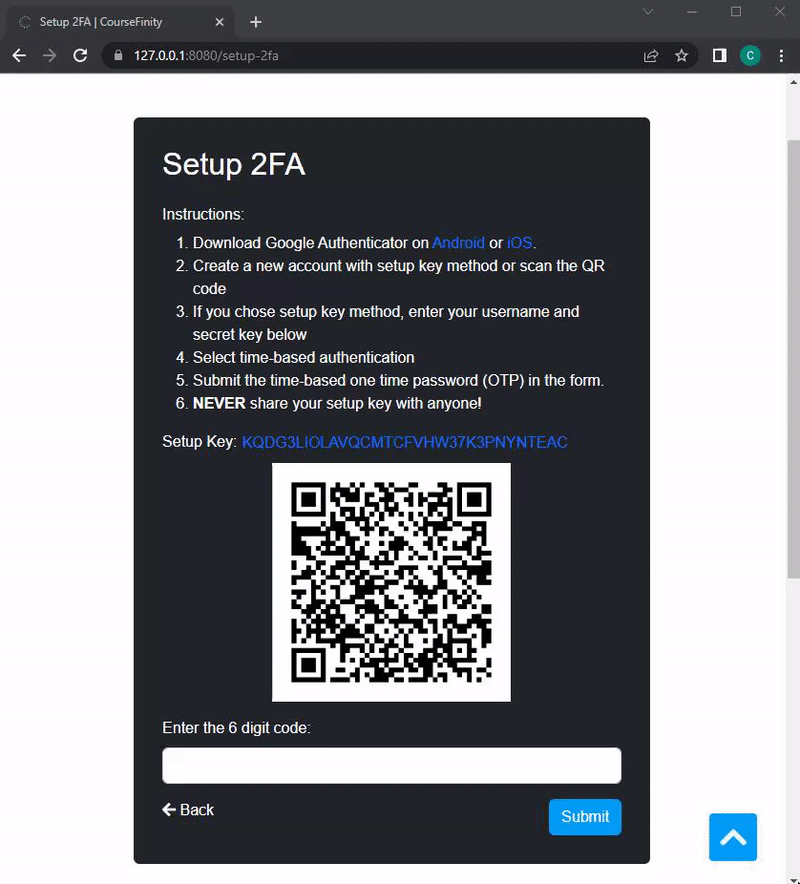 Setup 2FA | CourseFinity
127.0.0.1:8080/setup-2fa
C
Setup 2FA
Instructions:
1. Download Google Authenticator on Android or iOS.
2. Create a new account with setup key method or scan the QR
code
3. If you chose setup key method, enter your username and
secret key below
4. Select time-based authentication
5. Submit the time-based one time password (OTP) in the form.
6. NEVER share your setup key with anyone!
Setup Key: KQDG3LIOLAVQCMTCFVHW37K3PNYNTEAC
Enter the 6 digit code:
Back
Submit